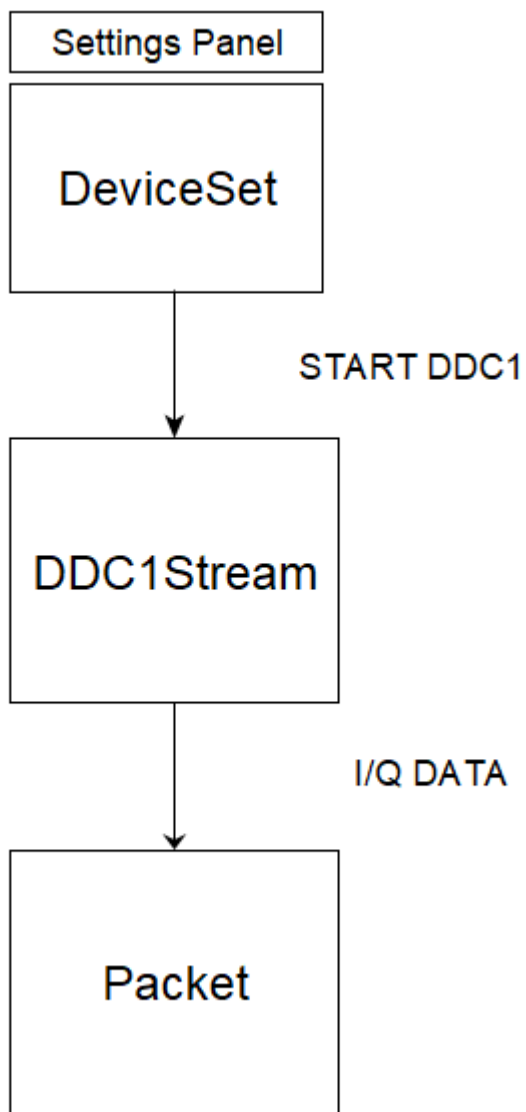 Settings Panel
DeviceSet
START DDC1
DDC1Stream
I/Q DATA
Packet